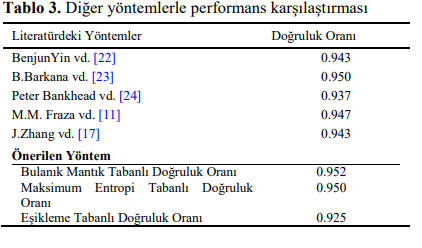 Tablo 3. Diğer yöntemlerle performans karşılaştırması
Literatürdeki Yöntemler Doğruluk Oranı
BenjunYin vd. [22] 0.943
B.Barkana vd. [23] 0.950
Peter Bankhead vd. [24] 0.937
M.M. Fraza vd. [11] 0.947
J.Zhang vd. [17] 0.943
Önerilen Yöntem
Bulanık Mantık Tabanlı Doğruluk Oranı 0.952
Maksimum Entropi Tabanlı Doğruluk 0.950
Oranı
Eşikleme Tabanlı Doğruluk Oranı 0.925